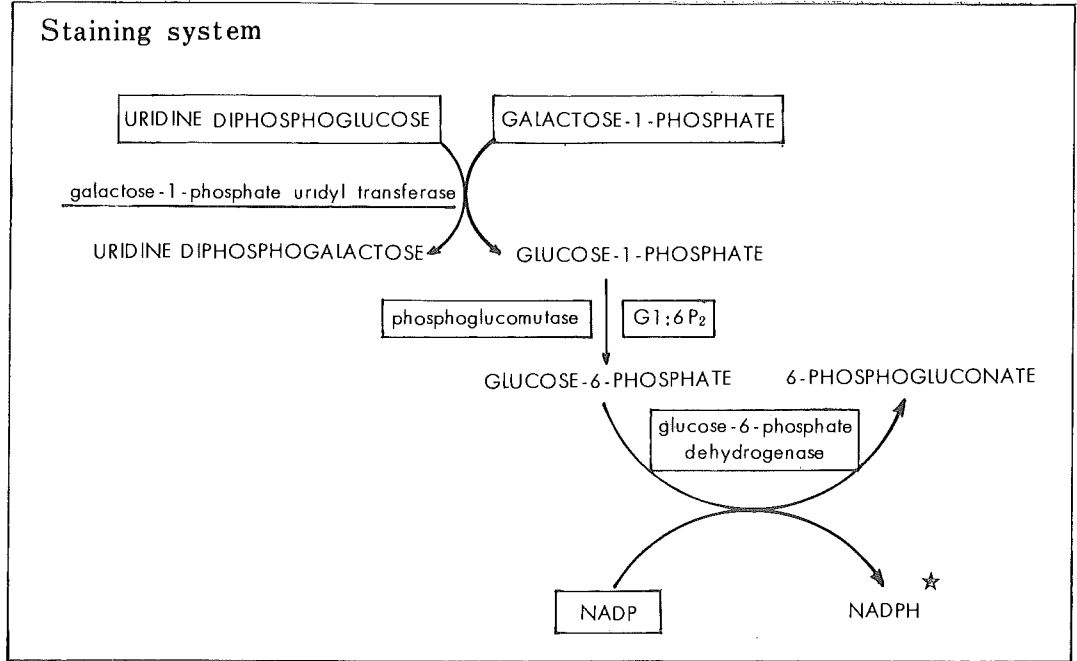 Staining system
URIDINE DIPHOSPHOGLUCOSE
GALACTOSE-1-PHOSPHATE
galactose-1-phosphate uridyl transferase
URIDINE DIPHOSPHOGALACTOSE
GLUCOSE-1-PHOSPHATE
phosphoglucomutase
G1:6P₂
GLUCOSE-6-PHOSPHATE
6-PHOSPHOGLUCONATE
glucose-6-phosphate
dehydrogenase
NADP
NADPH ★